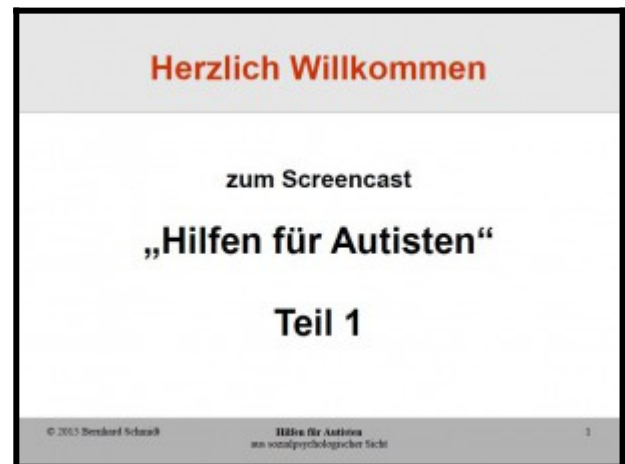 Herzlich Willkommen
zum Screencast
„Hilfen für Autisten“
Teil 1
© 2013 Bernhard Schmidt
Hilfen für Autisten
1
aus sozialpsychologischer Sicht